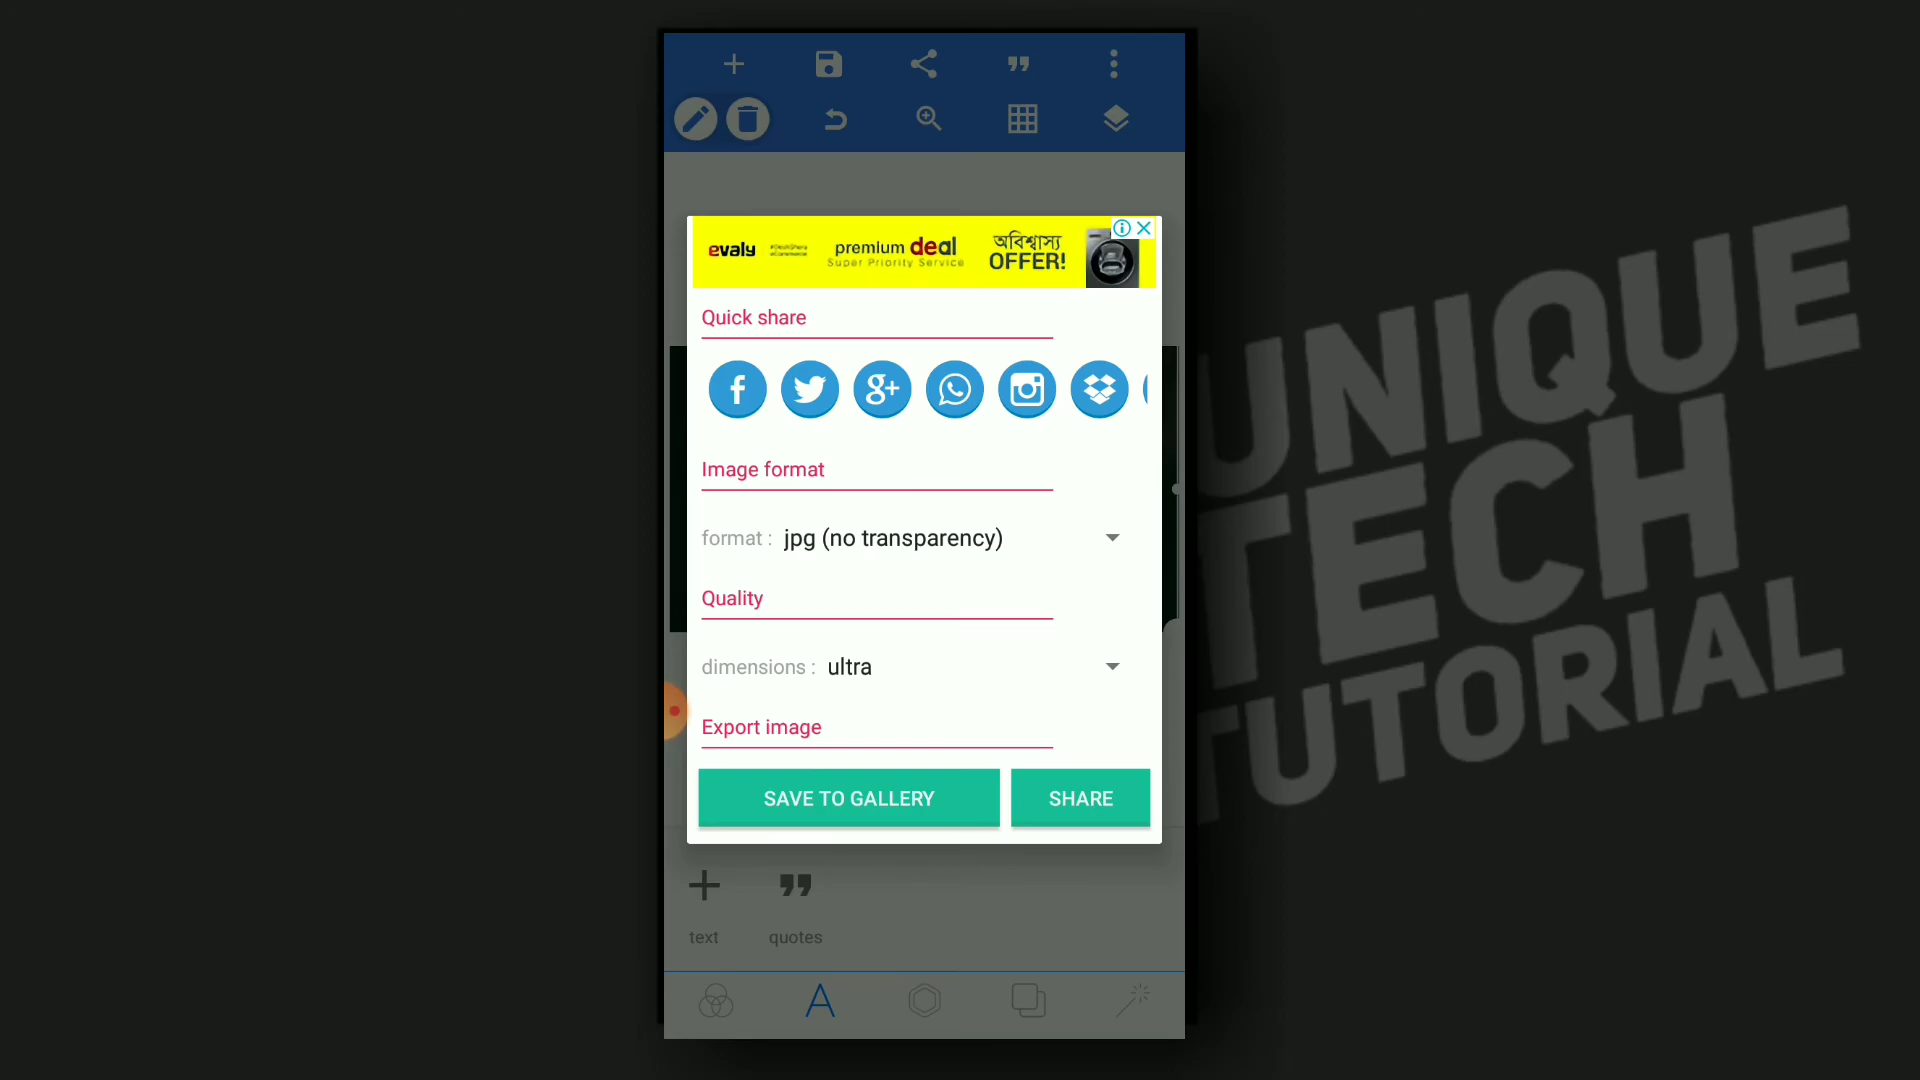 evaly
premium deal
Super Priority Service
অবিশ্বাস্য
OFFER!
Quick share
Image format
format : jpg (no transparency)
Quality
dimensions : ultra
Export image
SAVE TO GALLERY
SHARE
text
quotes
UNIQUE
TECH
TUTORIAL